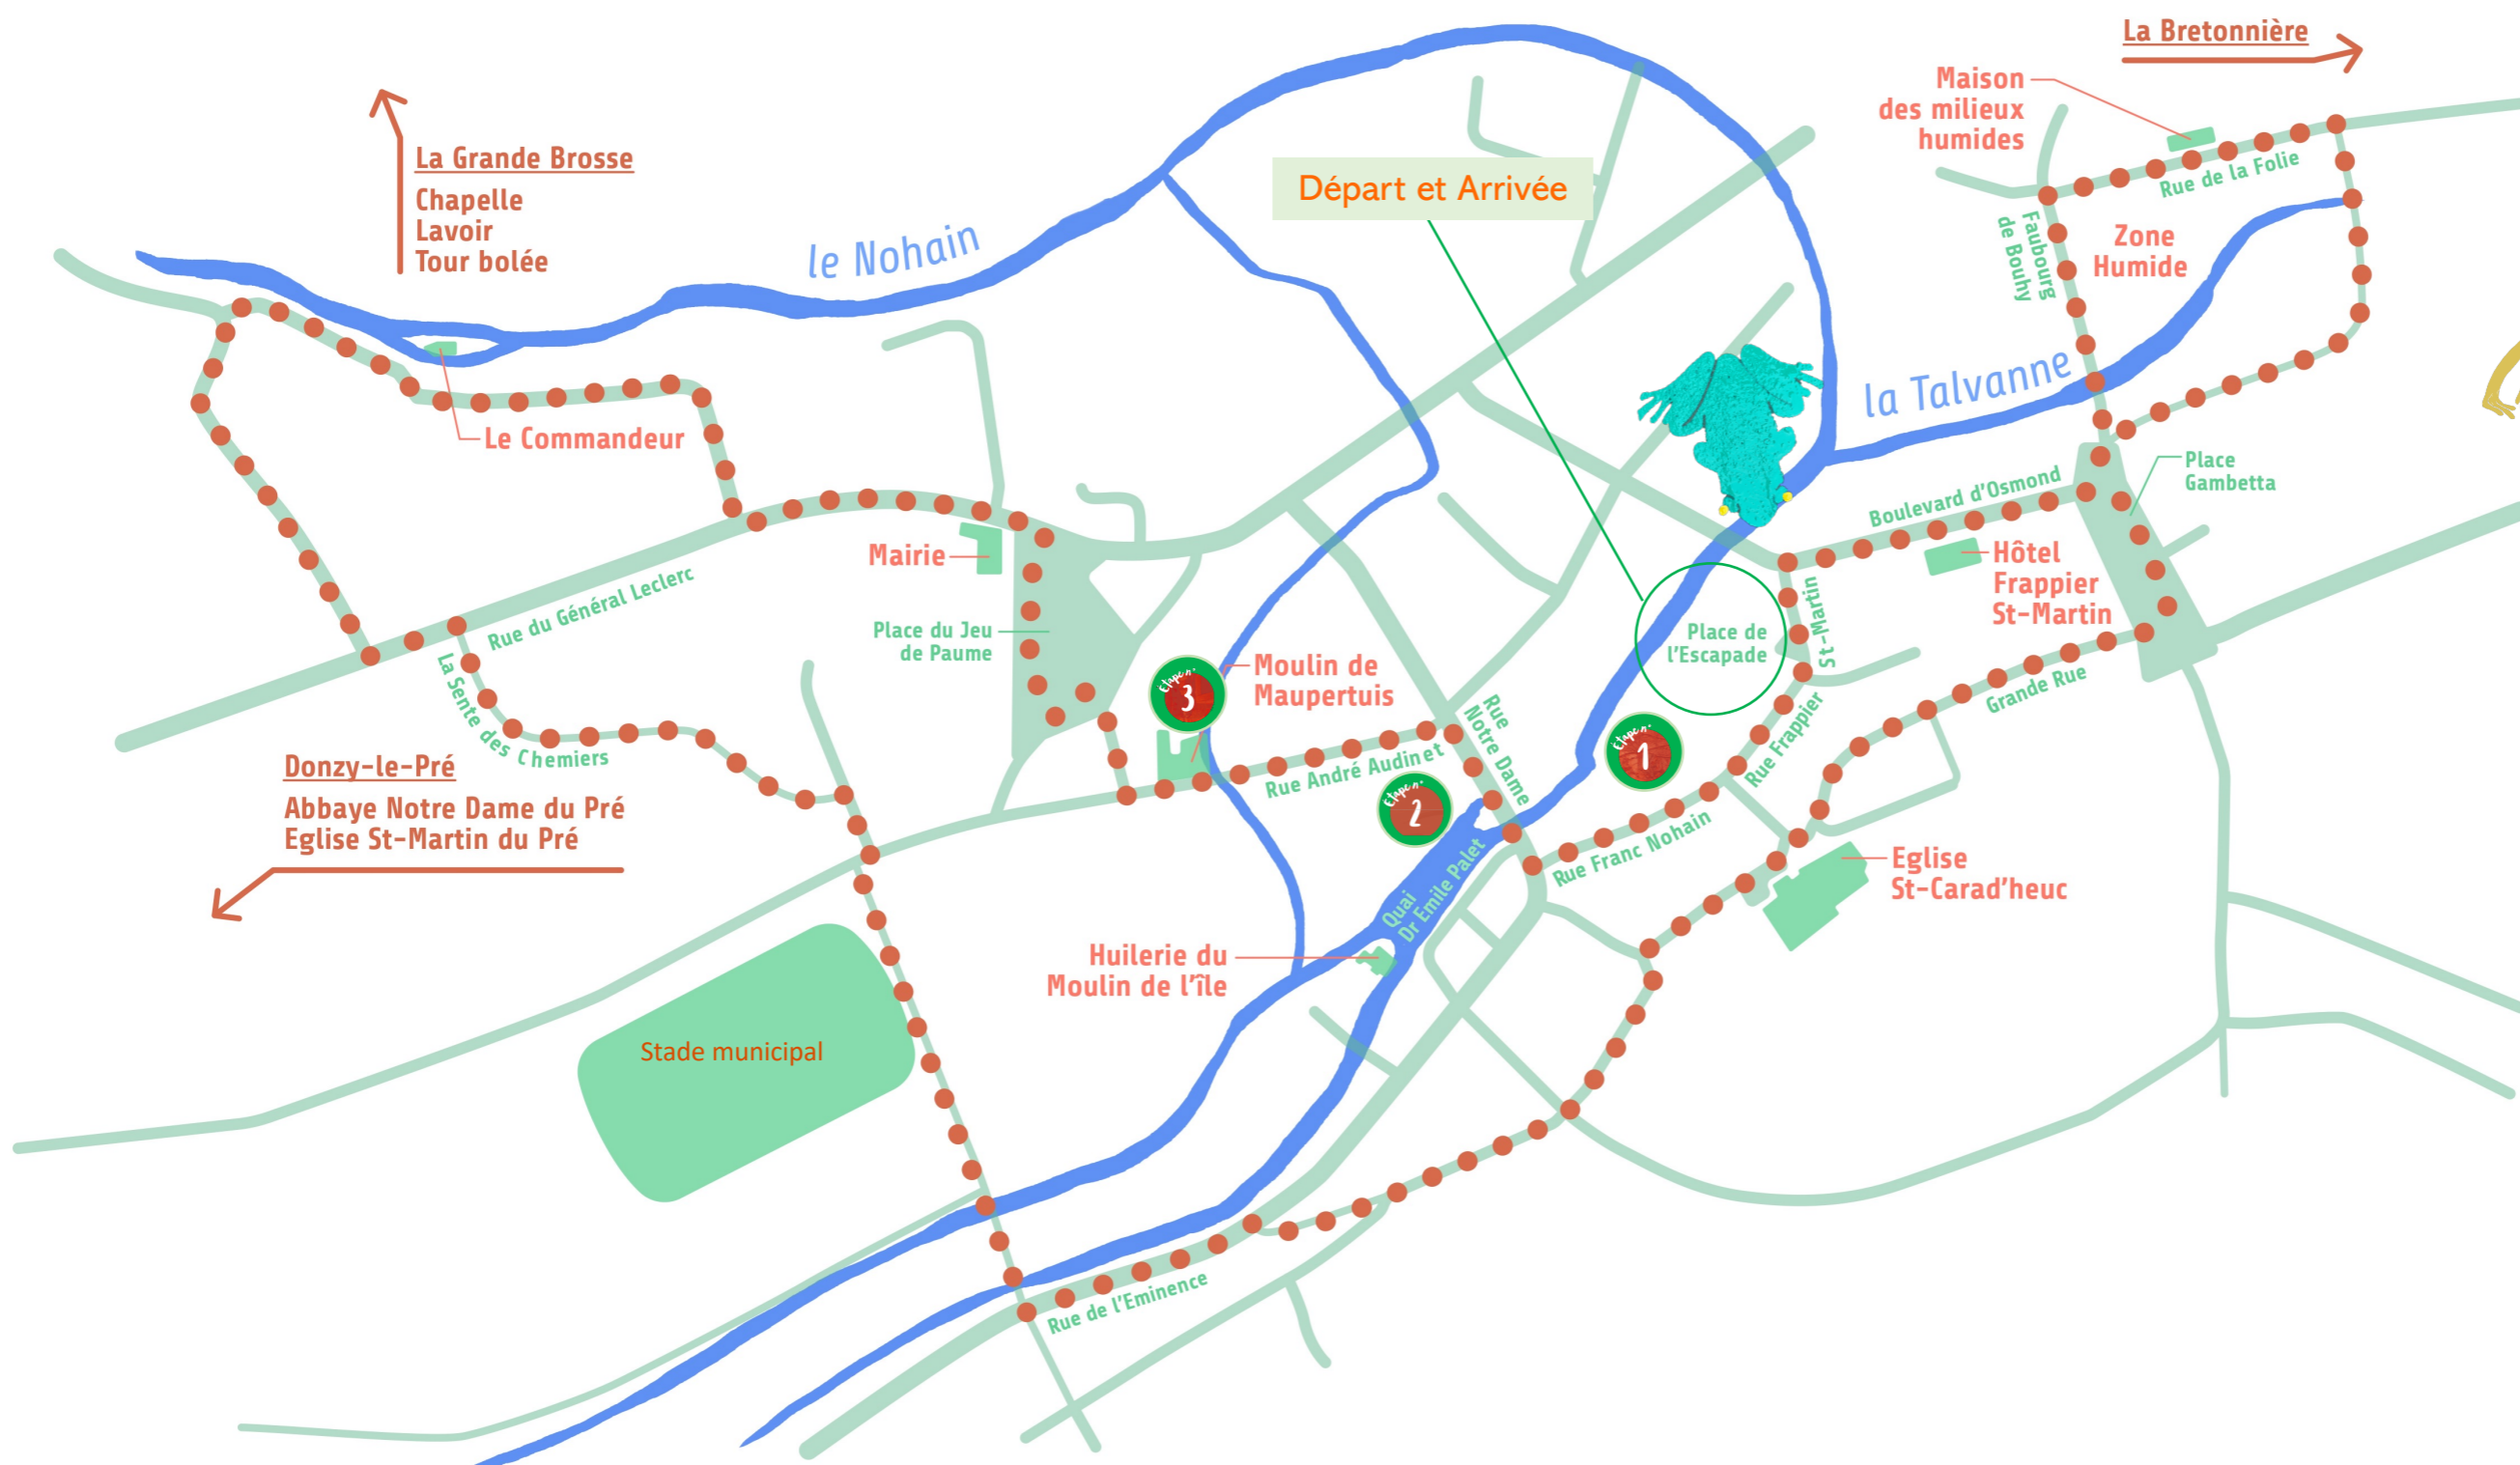 La Bretonnière
Maison
des milieux
humides
Rue de la Folie
La Grande Brosse
Chapelle
Lavoir
Tour bolée
le Nohain
Départ et Arrivée
Faubourg
de Bouhy
Zone
Humide
la Talvanne
Le Commandeur
Place
Gambetta
Boulevard d'Osmond
Mairie
Hôtel
Frappier
St-Martin
Rue du Général Leclerc
St-Martin
Place du Jeu
de Paume
Place de
l'Escapade
La Sente des Chemiers
Etape n°
3
Moulin de
Maupertuis
Rue
Notre Dame
Grande Rue
Rue Frappier
Etape n°
1
Donzy-le-Pré
Abbaye Notre Dame du Pré
Eglise St-Martin du Pré
Rue André Audinet
Etape n°
2
Rue Franc Nohain
Eglise
St-Carad'heuc
Quai
Dr Emile Palet
Huilerie du
Moulin de l'île
Stade municipal
Rue de l'Eminence